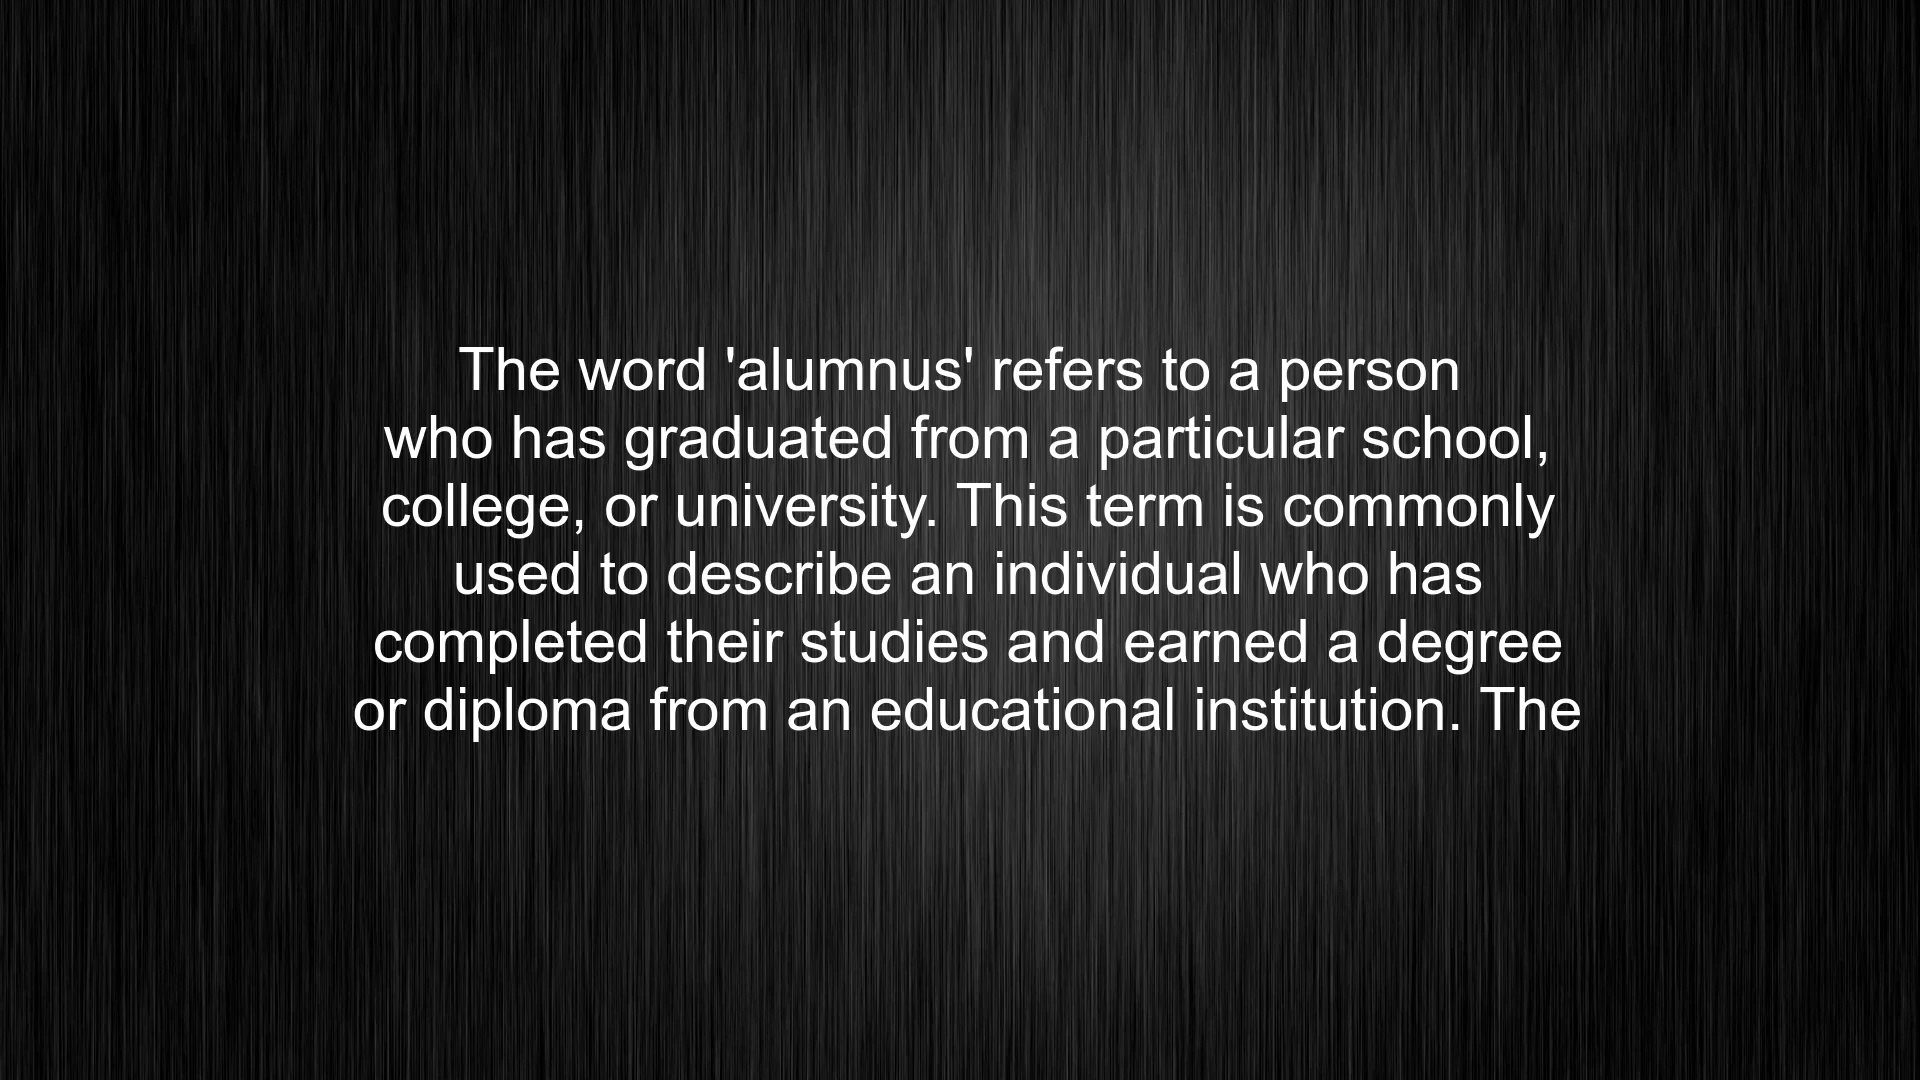 The word 'alumnus' refers to a person
who has graduated from a particular school,
college, or university. This term is commonly
used to describe an individual who has
completed their studies and earned a degree
or diploma from an educational institution. The